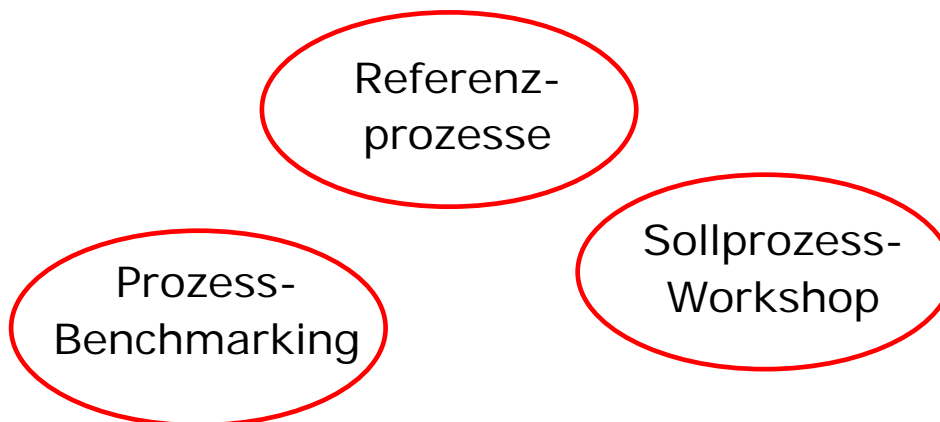 Referenz-
prozesse
Sollprozess-
Workshop
Prozess-
Benchmarking